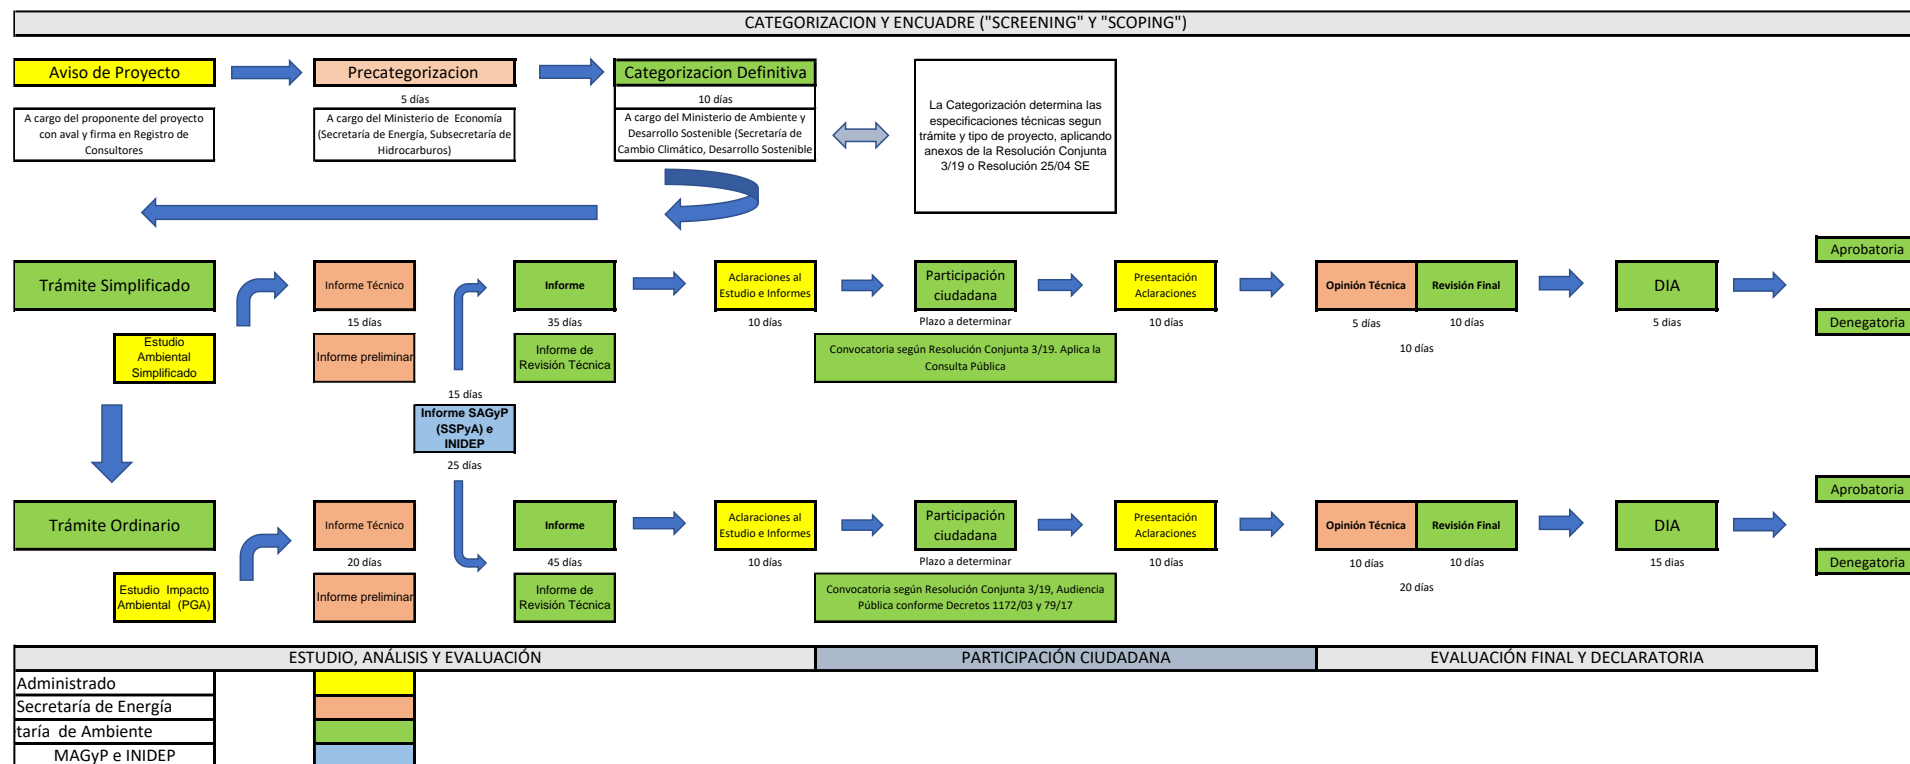 CATEGORIZACION Y ENCUADRE ("SCREENING" Y "SCOPING")
Aviso de Proyecto
Precategorizacion
Categorizacion Definitiva
5 días
10 días
A cargo del proponente del proyecto
con aval y firma en Registro de
Consultores
A cargo del Ministerio de Economía
(Secretaría de Energía, Subsecretaría de
Hidrocarburos)
A cargo del Ministerio de Ambiente y
Desarrollo Sostenible (Secretaría de
Cambio Climático, Desarrollo Sostenible
La Categorización determina las
especificaciones técnicas segun
trámite y tipo de proyecto, aplicando
anexos de la Resolución Conjunta
3/19 o Resolución 25/04 SE
Trámite Simplificado
Estudio
Ambiental
Simplificado
Informe Técnico
15 días
Informe preliminar
Informe
35 días
Informe de
Revisión Técnica
Aclaraciones al
Estudio e Informes
10 días
Participación
ciudadana
Plazo a determinar
Convocatoria según Resolución Conjunta 3/19. Aplica la
Consulta Pública
Presentación
Aclaraciones
10 días
Opinión Técnica
Revisión Final
5 días
10 días
10 días
DIA
5 dias
Aprobatoria
Denegatoria
15 días
Informe SAGyP
(SSPyA) e
INIDEP
25 días
Trámite Ordinario
Estudio Impacto
Ambiental (PGA)
Informe Técnico
20 días
Informe preliminar
Informe
45 días
Informe de
Revisión Técnica
Aclaraciones al
Estudio e Informes
10 días
Participación
ciudadana
Plazo a determinar
Convocatoria según Resolución Conjunta 3/19, Audiencia
Pública conforme Decretos 1172/03 y 79/17
Presentación
Aclaraciones
10 días
Opinión Técnica
Revisión Final
10 días
10 días
20 días
DIA
15 dias
Aprobatoria
Denegatoria
ESTUDIO, ANÁLISIS Y EVALUACIÓN
PARTICIPACIÓN CIUDADANA
EVALUACIÓN FINAL Y DECLARATORIA
Administrado
Secretaría de Energía
taría de Ambiente
MAGyP e INIDEP